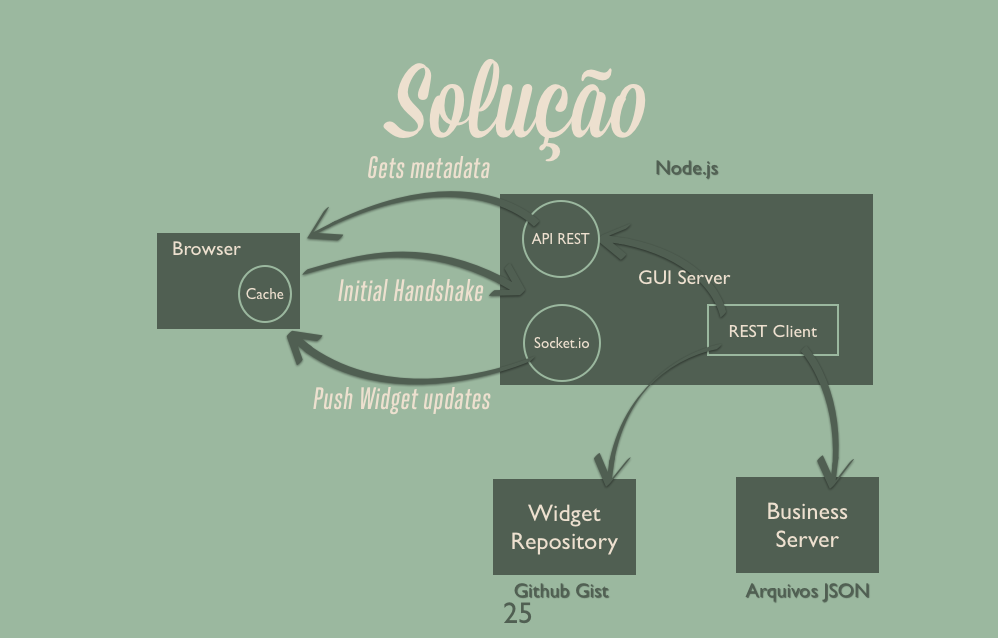 Solução
Gets metadata
Node.js
Browser
API REST
GUI Server
Cache
Initial Handshake
REST Client
Socket.io
Push Widget updates
Widget
Repository
Business
Server
Github Gist
Arquivos JSON
25